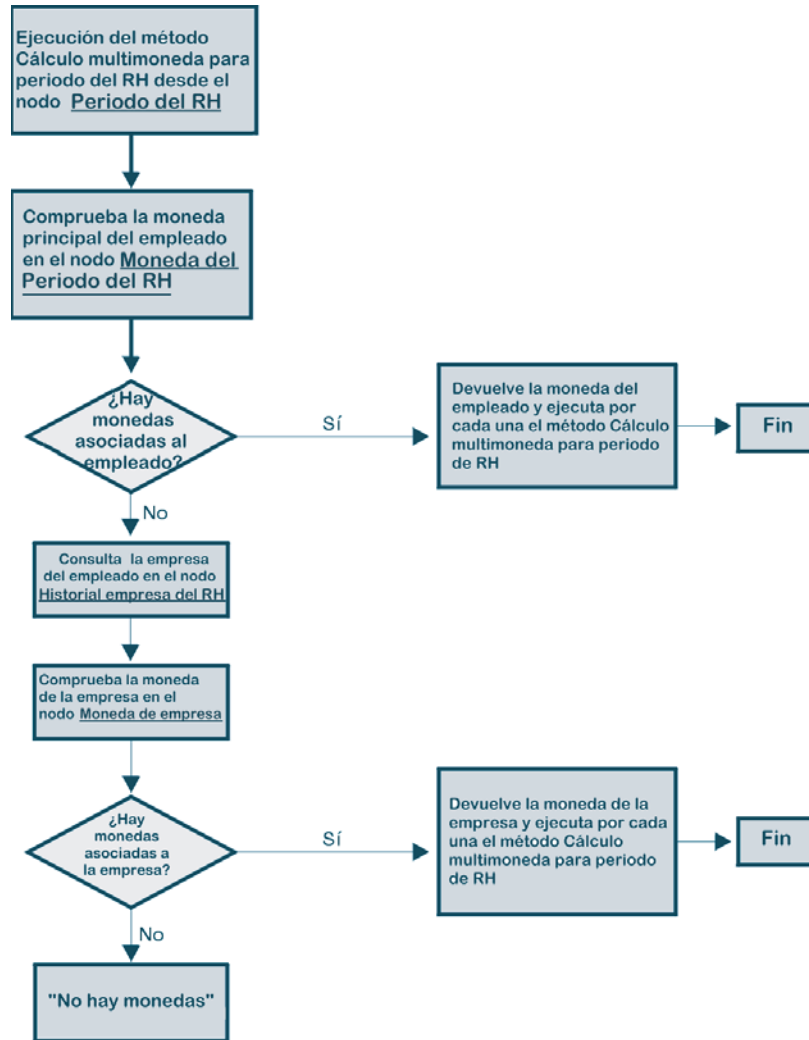 Ejecución del método
Cálculo multimoneda para
periodo del RH desde el
nodo Periodo del RH
Comprueba la moneda
principal del empleado
en el nodo Moneda del
Periodo del RH
¿Hay
monedas
asociadas al
empleado?
Sí
Devuelve la moneda del
empleado y ejecuta por
cada una el método Cálculo
multimoneda para periodo
de RH
Fin
No
Consulta la empresa
del empleado en el nodo
Historial empresa del RH
Comprueba la moneda
de la empresa en el
nodo Moneda de empresa
¿Hay
monedas
asociadas a
la empresa?
Sí
Devuelve la moneda de la
empresa y ejecuta por cada
una el método Cálculo
multimoneda para periodo
de RH
Fin
No
"No hay monedas"